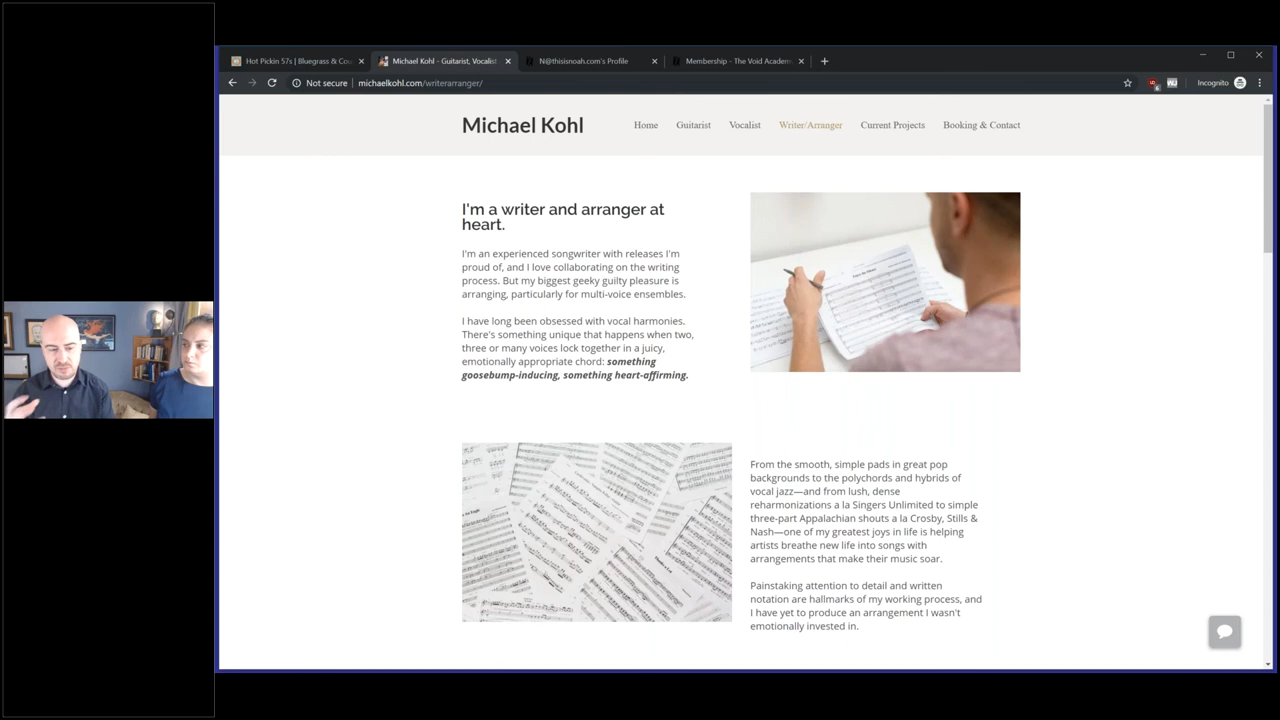 Hot Pickin 57s | Bluegrass & Cou
Michael Kohl - Guitarist, Vocalist
N@thisisnoah.com's Profile
Membership - The Void Academ
Not secure
michaelkohl.com/writerarranger/
Incognito
Michael Kohl
Home
Guitarist
Vocalist
Writer/Arranger
Current Projects
Booking & Contact
I'm a writer and arranger at
heart.
I'm an experienced songwriter with releases I'm
proud of, and I love collaborating on the writing
process. But my biggest geeky guilty pleasure is
arranging, particularly for multi-voice ensembles.
I have long been obsessed with vocal harmonies.
There's something unique that happens when two,
three or many voices lock together in a juicy,
emotionally appropriate chord: something
goosebump-inducing, something heart-affirming.
From the smooth, simple pads in great pop
backgrounds to the polychords and hybrids of
vocal jazz—and from lush, dense
reharmonizations a la Singers Unlimited to simple
three-part Appalachian shouts a la Crosby, Stills &
Nash—one of my greatest joys in life is helping
artists breathe new life into songs with
arrangements that make their music soar.
Painstaking attention to detail and written
notation are hallmarks of my working process, and
I have yet to produce an arrangement I wasn't
emotionally invested in.